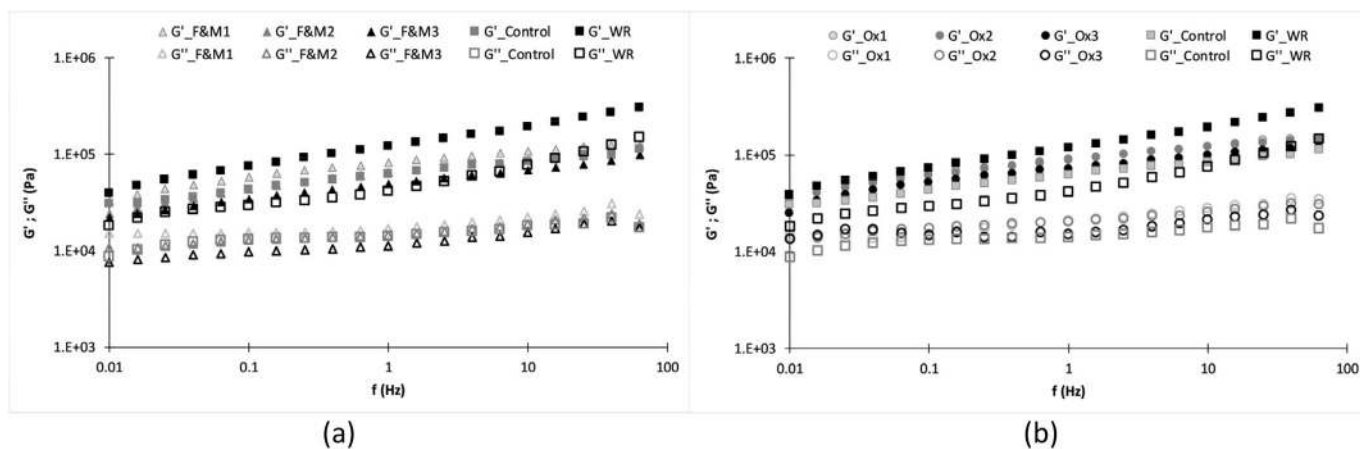 G'_F&M1 G'_F&M2 G'_F&M3 G'_Control G'_WR
G''_F&M1 G''_F&M2 G''_F&M3 G''_Control G''_WR
1.E+06
1.E+05
1.E+04
1.E+03
G' ; G'' (Pa)
0.01 0.1 1 10 100
f (Hz)
(a)
G'_Ox1 G'_Ox2 G'_Ox3 G'_Control G'_WR
G''_Ox1 G''_Ox2 G''_Ox3 G''_Control G''_WR
1.E+06
1.E+05
1.E+04
1.E+03
G' ; G'' (Pa)
0.01 0.1 1 10 100
f (Hz)
(b)